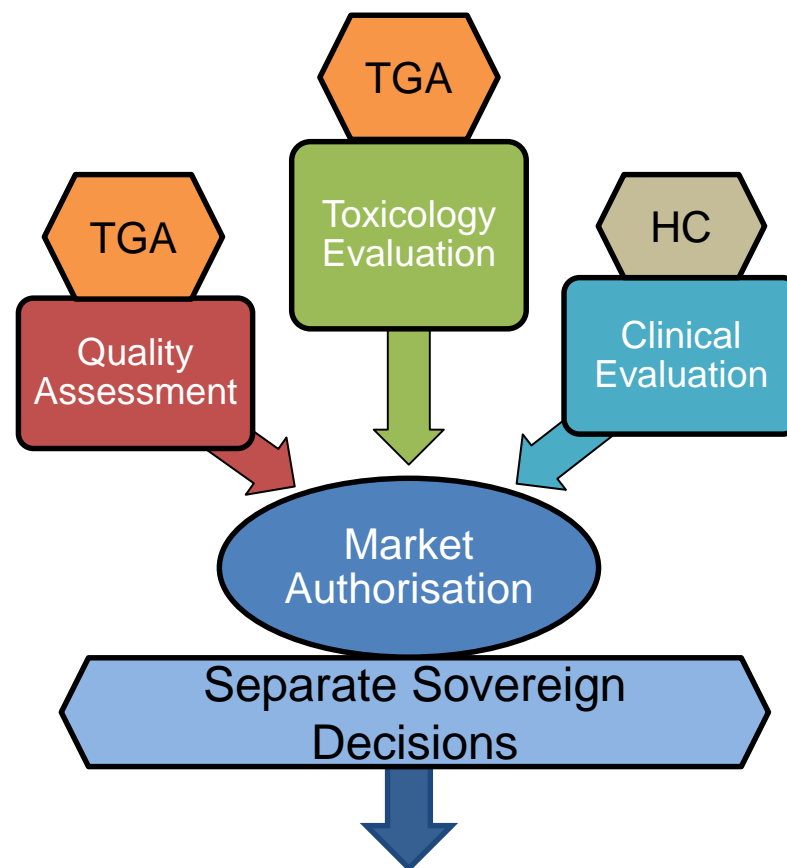 TGA
Toxicology
Evaluation
TGA
Quality
Assessment
HC
Clinical
Evaluation
Market
Authorisation
Separate Sovereign
Decisions